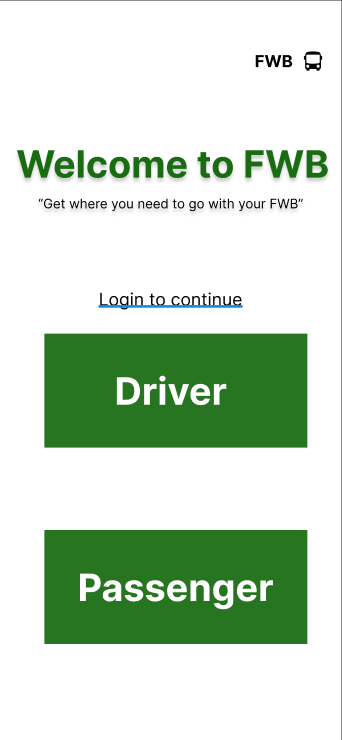 FWB
Welcome to FWB
“Get where you need to go with your FWB”
Login to continue
Driver
Passenger